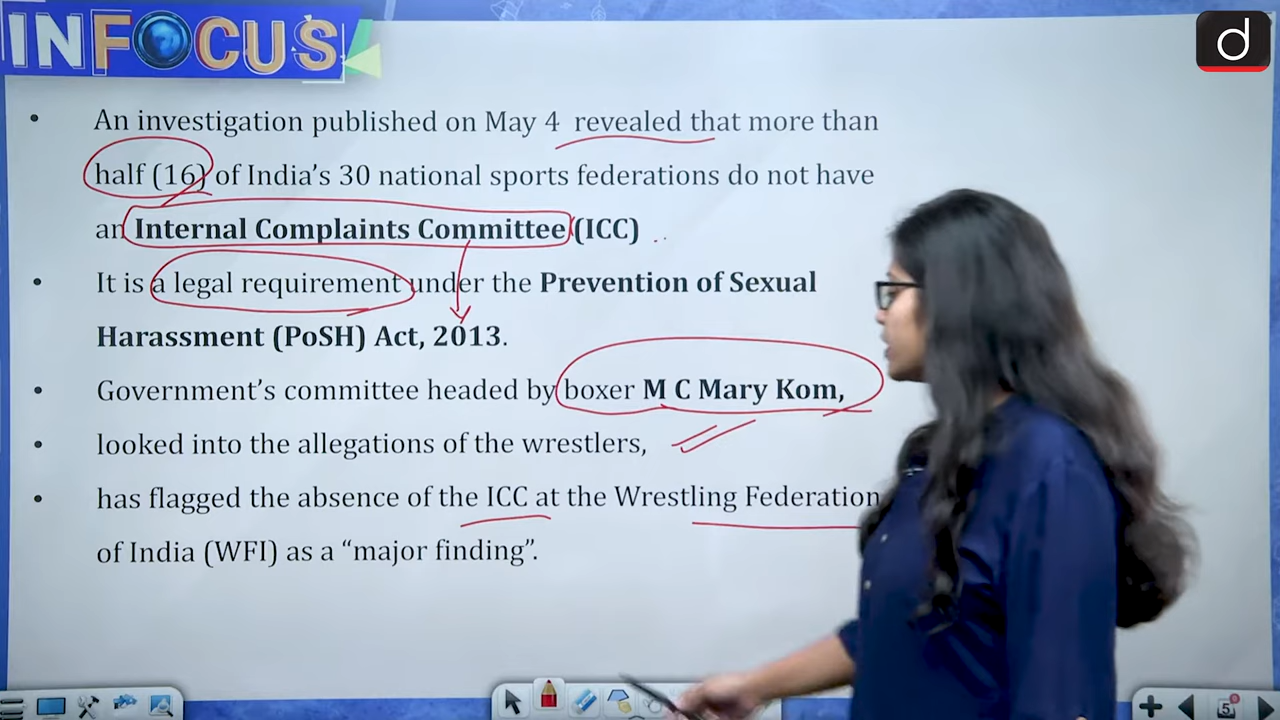 INFOCUS
d
• An investigation published on May 4 revealed that more than
half (16) of India's 30 national sports federations do not have
an Internal Complaints Committee (ICC)
• It is a legal requirement under the Prevention of Sexual
Harassment (PoSH) Act, 2013.
• Government's committee headed by boxer M C Mary Kom,
• looked into the allegations of the wrestlers,
• has flagged the absence of the ICC at the Wrestling Federation
of India (WFI) as a “major finding”.
5